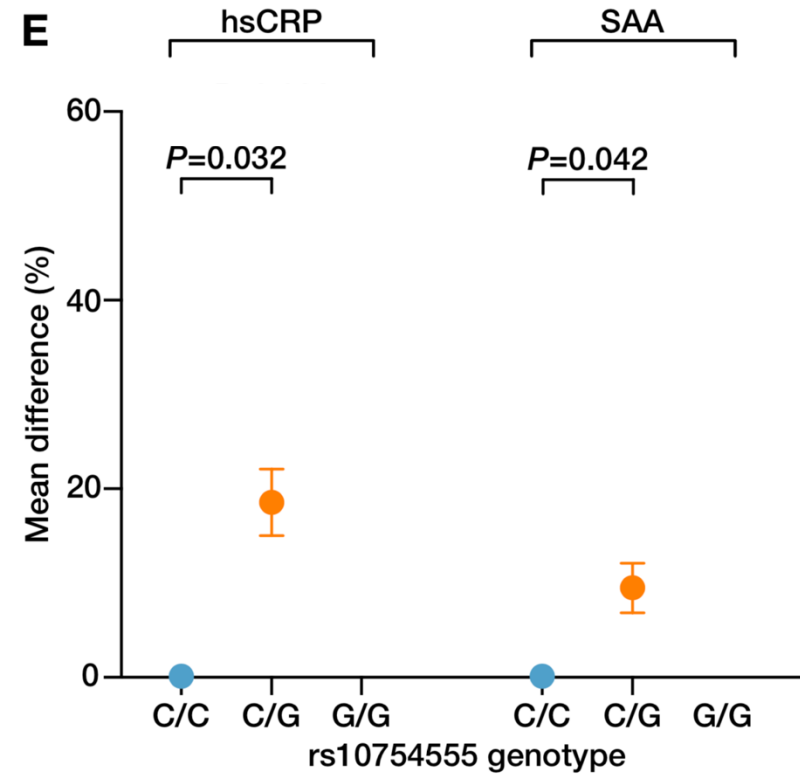 E
hsCRP SAA
60
P=0.032 P=0.042
40
20
0
Mean difference (%)
C/C C/G G/G C/C C/G G/G
rs10754555 genotype